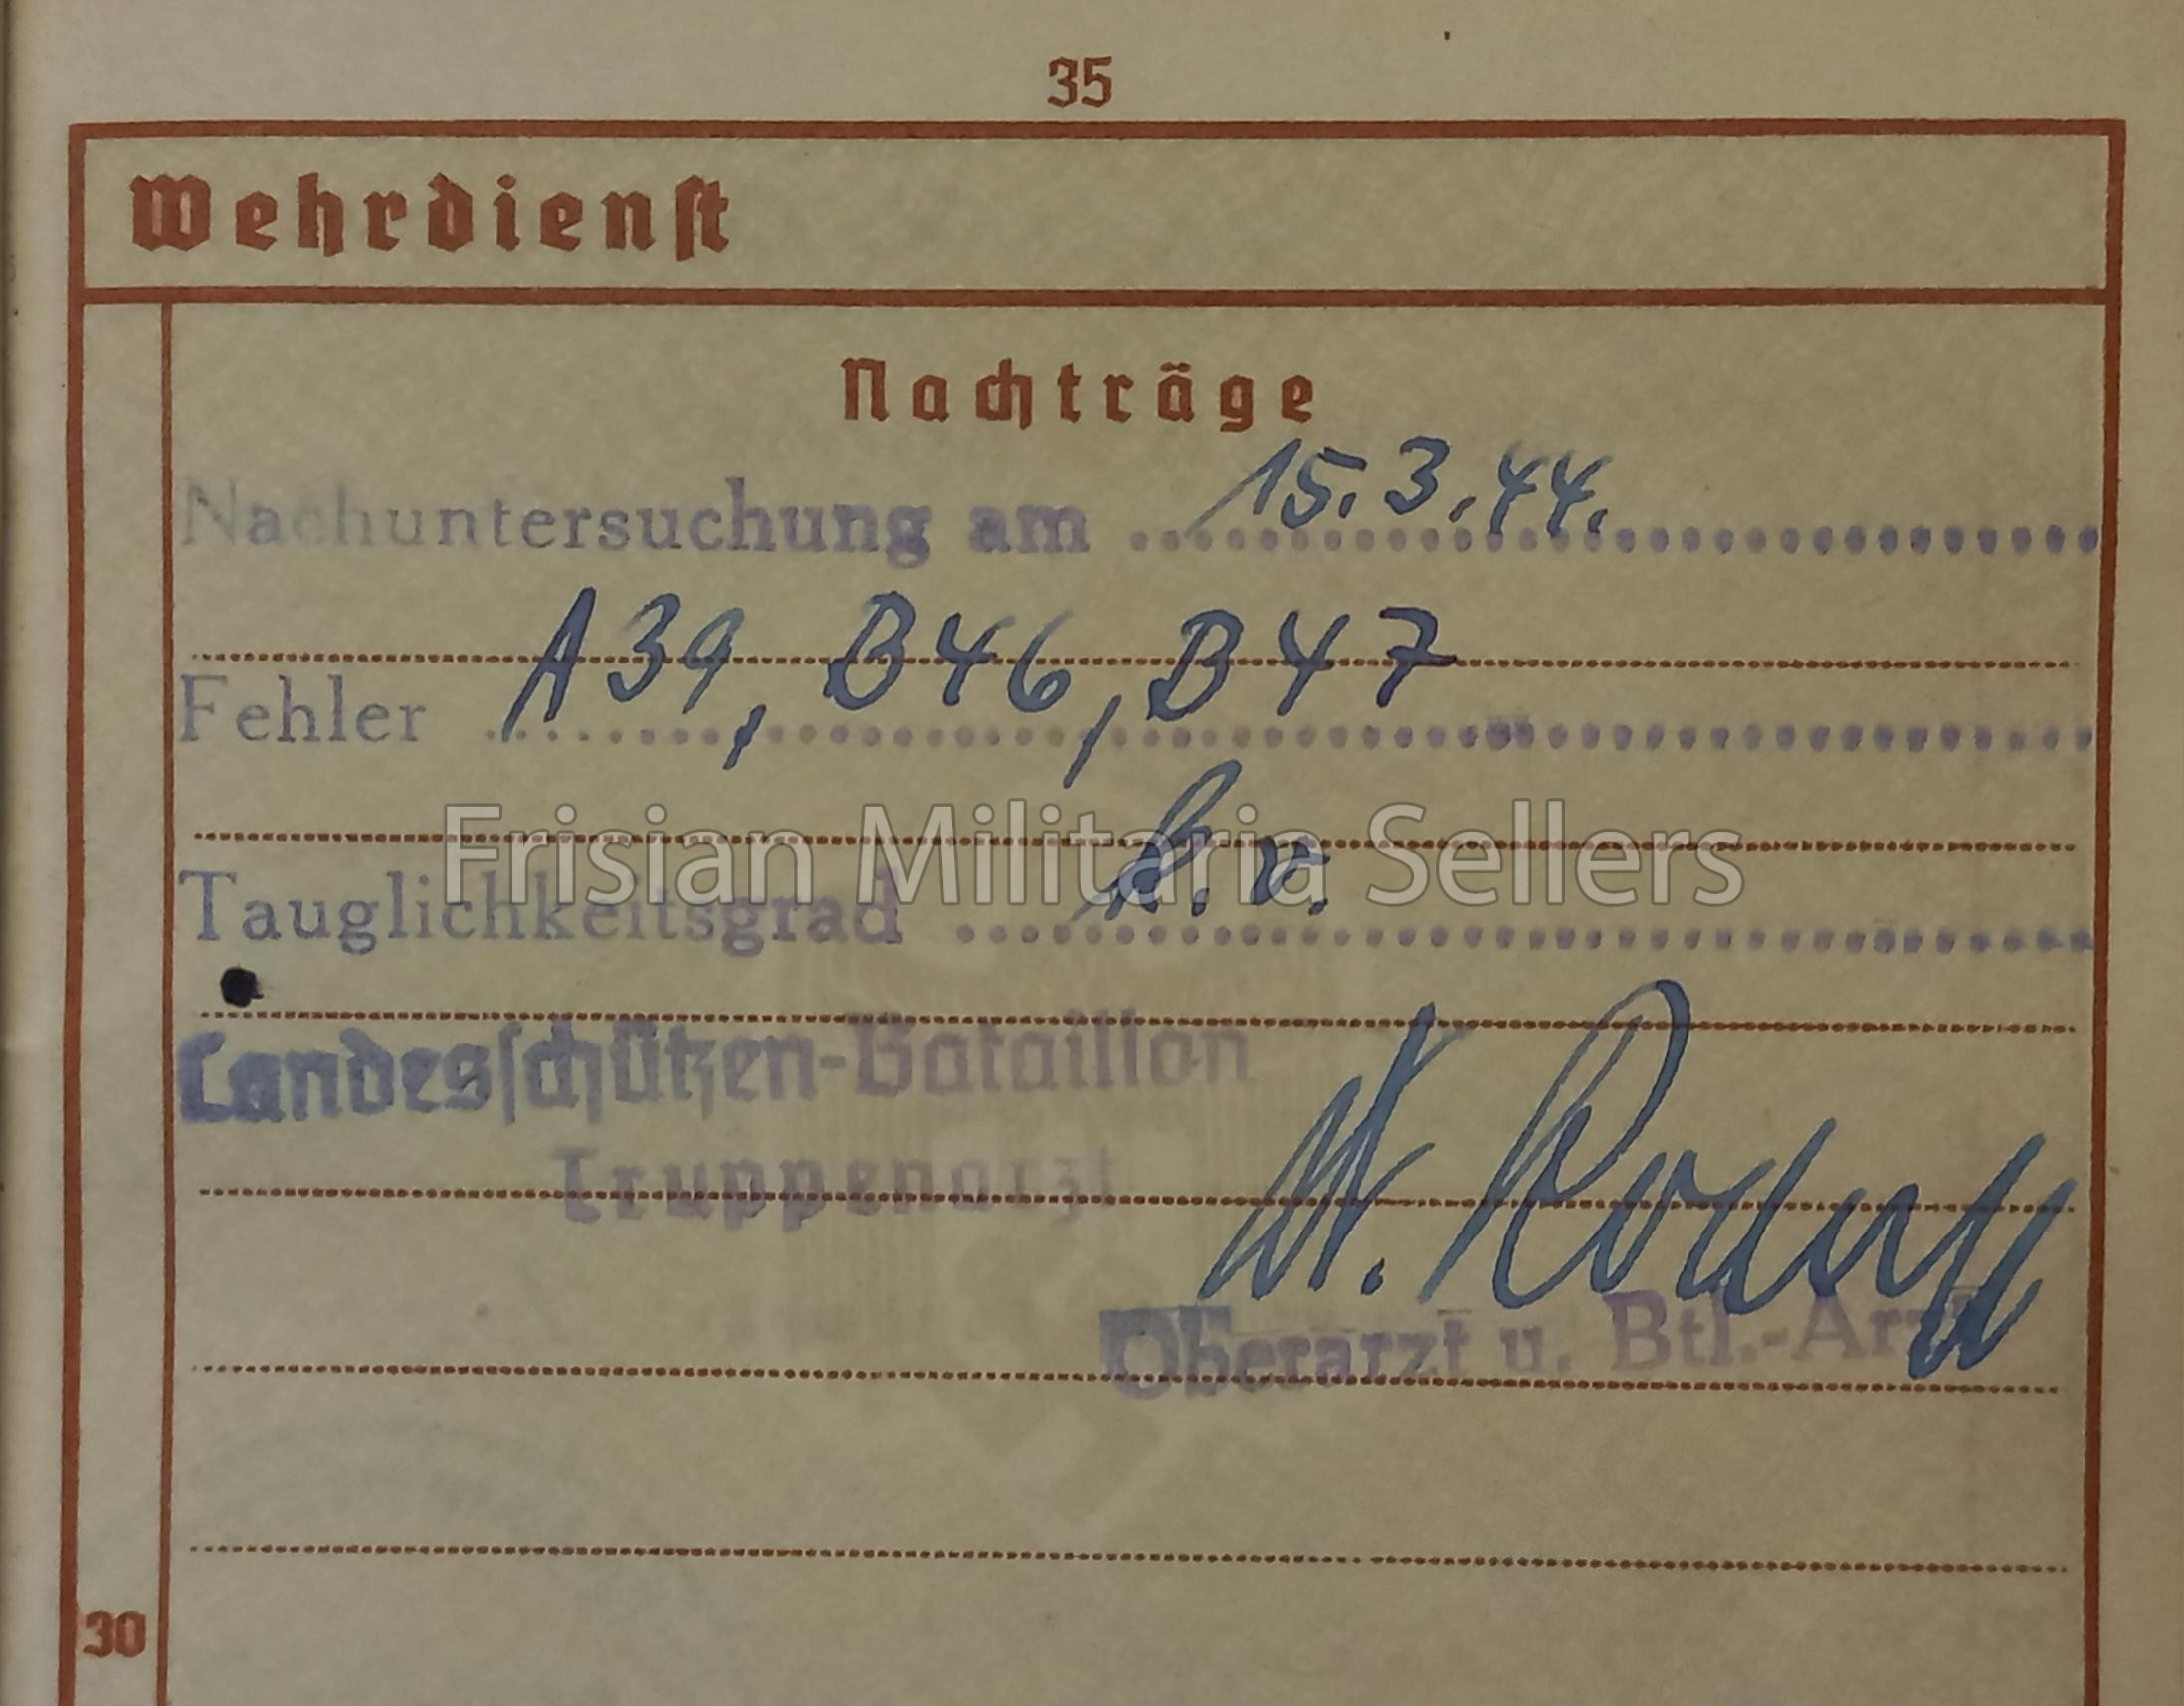 35
Wehrdienst
Nachträge
Nachuntersuchung am 15.3.44.
Fehler A39, B46, B47
Frisian Militaria Sellers
Tauglichkeitsgrad k.v.
Landesschützen-Bataillon
Truppenarzt
Dr.
Oberarzt u. Btl.-Arzt
30